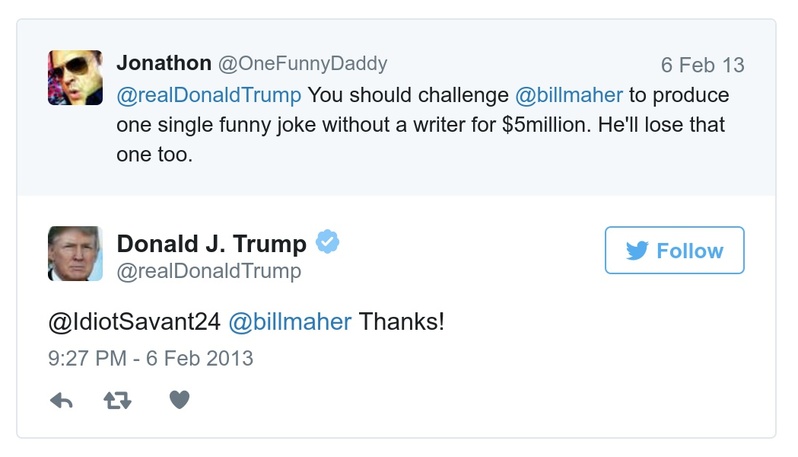 Jonathon @OneFunnyDaddy 6 Feb 13
@realDonaldTrump You should challenge @billmaher to produce
one single funny joke without a writer for $5million. He'll lose that
one too.
Donald J. Trump
@realDonaldTrump
Follow
@IdiotSavant24 @billmaher Thanks!
9:27 PM - 6 Feb 2013